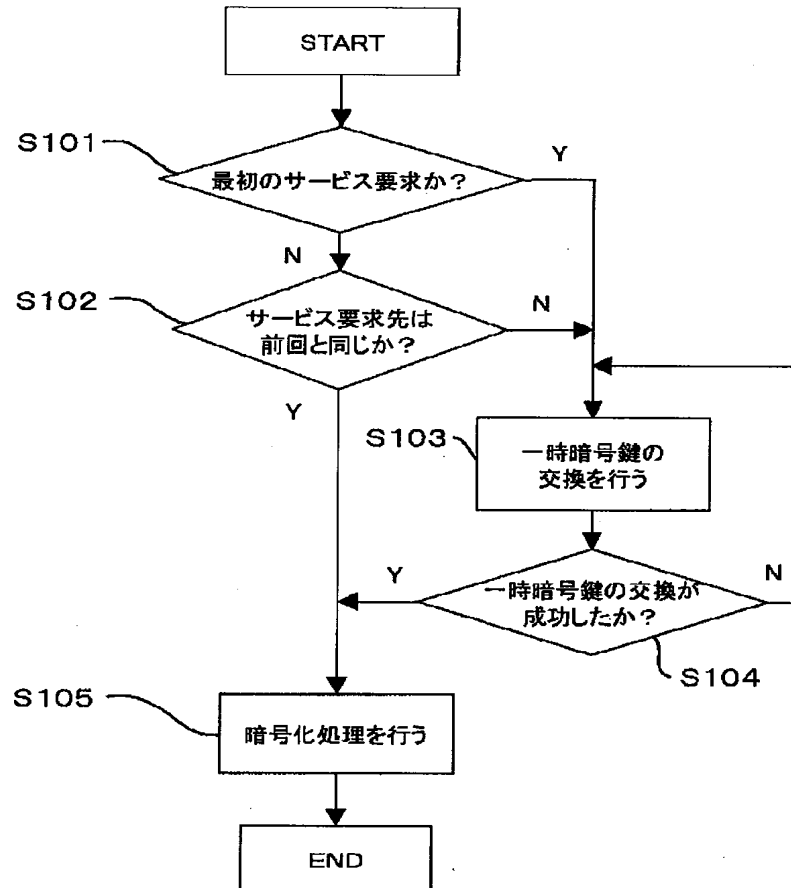 START
S101
最初のサービス要求か？
Y
N
S102
サービス要求先は
前回と同じか？
N
Y
S103
一時暗号鍵の
交換を行う
Y
一時暗号鍵の交換が
成功したか？
N
S104
S105
暗号化処理を行う
END